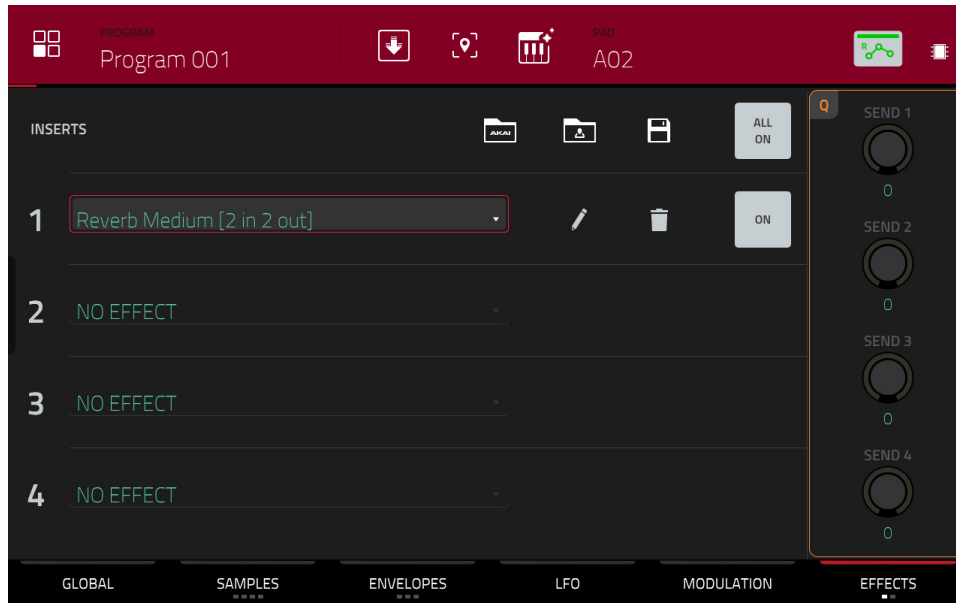 PROGRAM
Program 001
PAD
A02
R
INSERTS
AKAI
ALL
ON
1
Reverb Medium [2 in 2 out]
ON
2
NO EFFECT
3
NO EFFECT
4
NO EFFECT
Q
SEND 1
0
SEND 2
0
SEND 3
0
SEND 4
0
GLOBAL
SAMPLES
ENVELOPES
LFO
MODULATION
EFFECTS